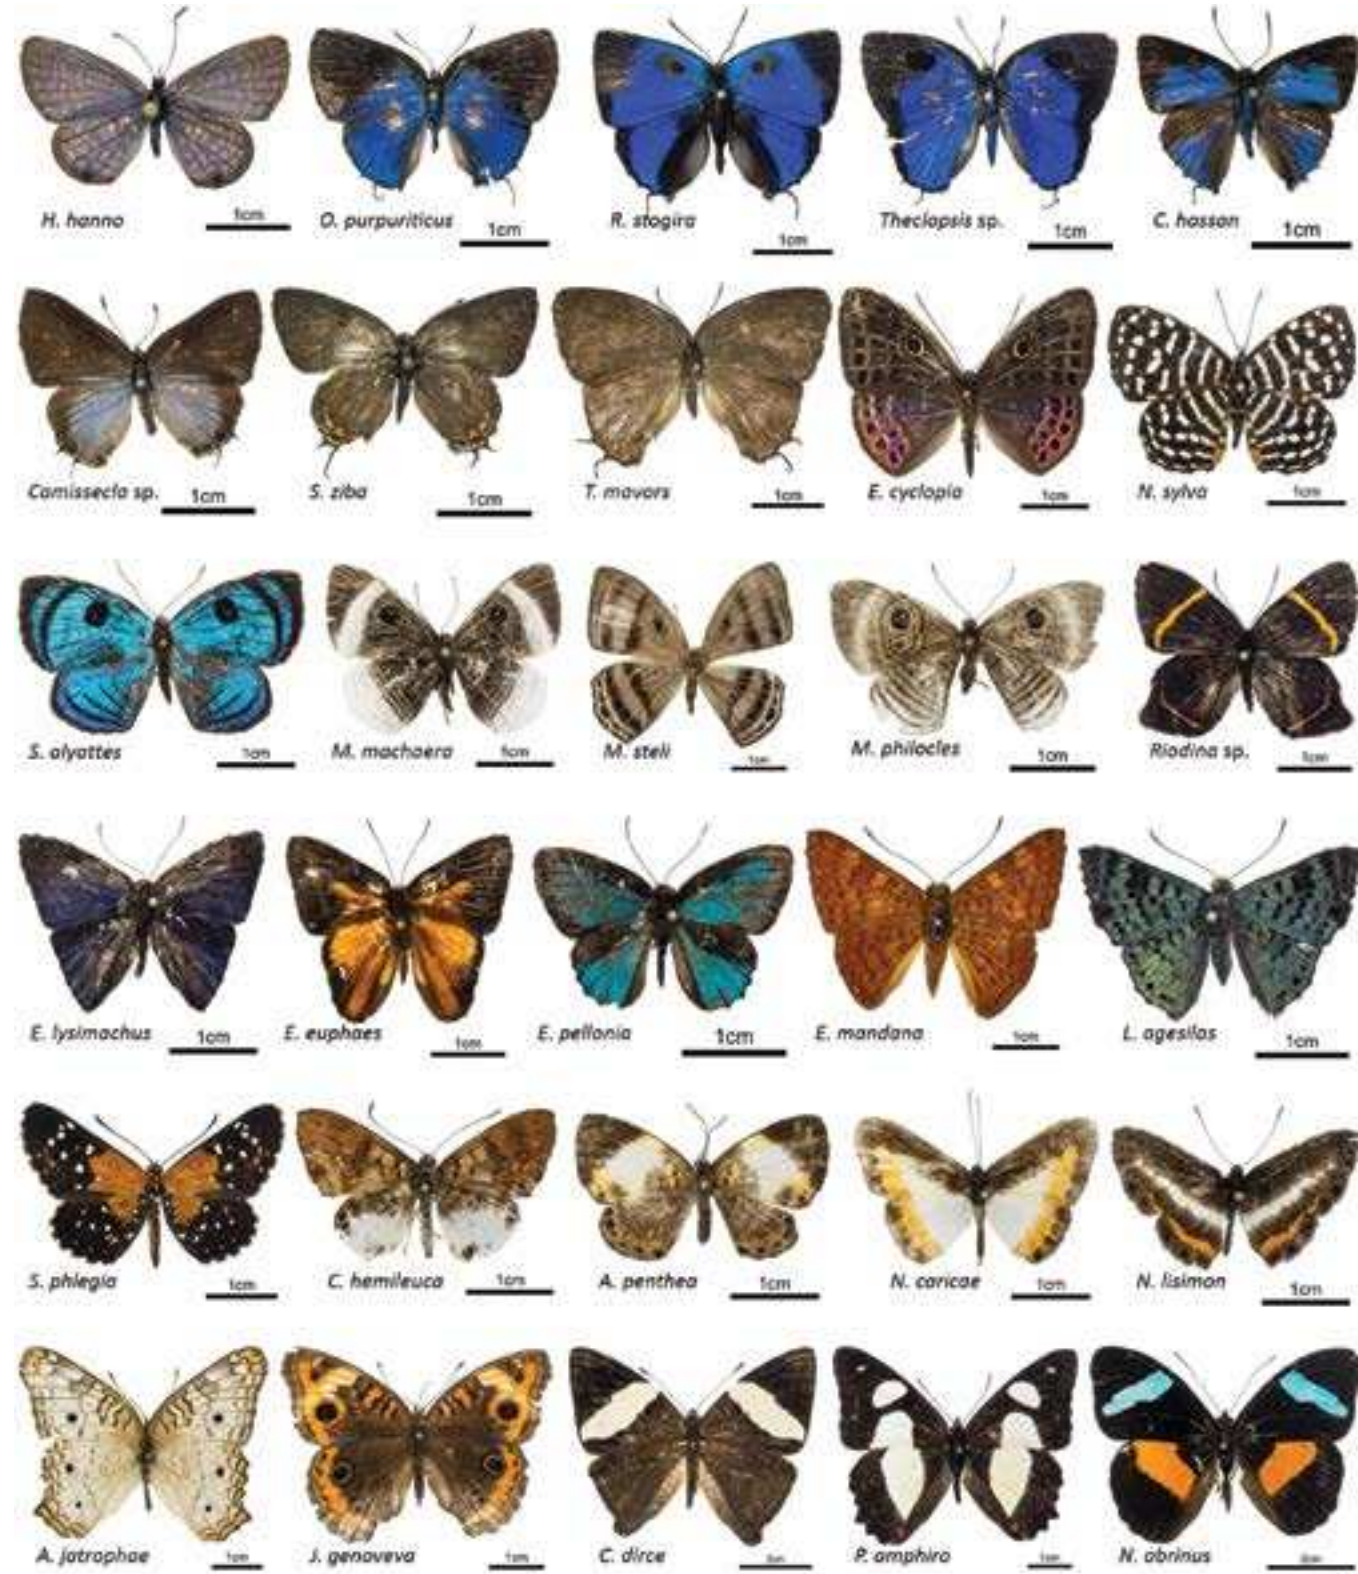 H. hanno
1cm
O. purpuriticus
1cm
R. stagira
1cm
Theclopsis sp.
1cm
C. hassan
1cm
Camissecla sp.
1cm
S. ziba
1cm
T. mavors
1cm
E. cyclopia
1cm
N. sylva
1cm
S. alyattes
1cm
M. machaera
1cm
M. steli
1cm
M. philocles
1cm
Riodina sp.
1cm
E. lysimachus
1cm
E. euphaes
1cm
E. pellonia
1cm
E. mandana
1cm
L. agesilas
1cm
S. phlegia
1cm
C. hemileuca
1cm
A. penthea
1cm
N. caricae
1cm
N. lisimon
1cm
A. jatrophae
1cm
J. genoveva
1cm
C. dirce
P. amphiro
1cm
N. obrinus